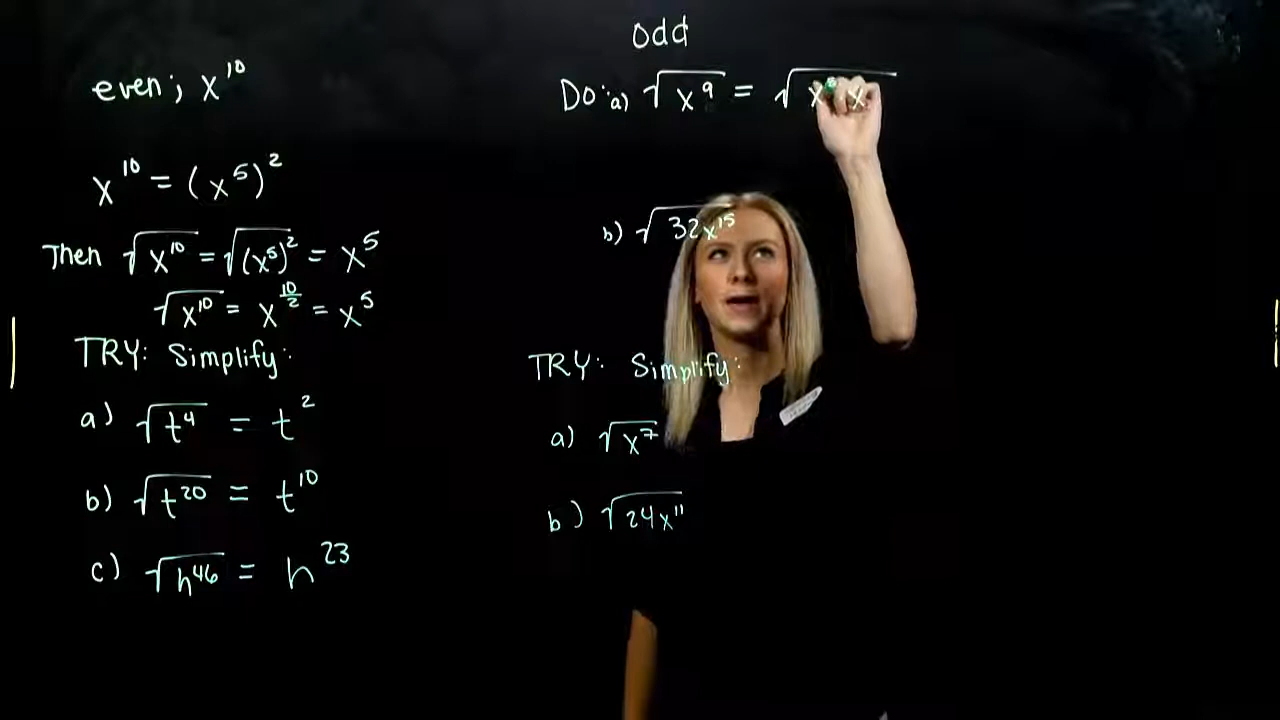 even; x¹⁰
x¹⁰ = (x⁵)²
Then √x¹⁰ = √(x⁵)² = x⁵
√x¹⁰ = x^(10/2) = x⁵
TRY: Simplify:
a) √t⁴ = t²
b) √t²⁰ = t¹⁰
c) √h⁴⁶ = h²³
Odd
Do: a) √x⁹ = √x⁸ x
b) √32x¹⁵
TRY: Simplify:
a) √x⁷
b) √24x¹¹